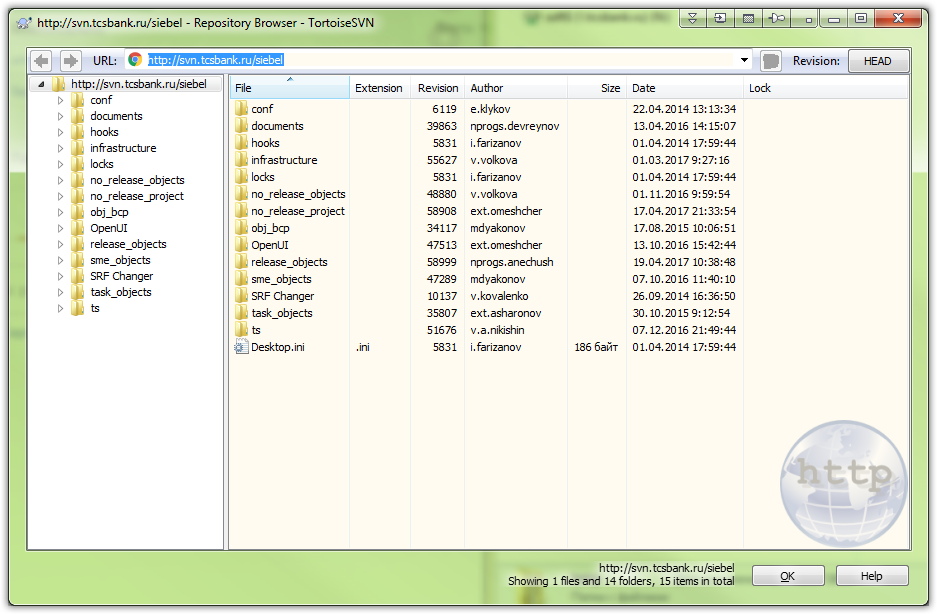 http://svn.tcsbank.ru/siebel - Repository Browser - TortoiseSVN
URL: http://svn.tcsbank.ru/siebel Revision: HEAD
http://svn.tcsbank.ru/siebel
conf
documents
hooks
infrastructure
locks
no_release_objects
no_release_project
obj_bcp
OpenUI
release_objects
sme_objects
SRF Changer
task_objects
ts
File Extension Revision Author Size Date Lock
conf 6119 e.klykov 22.04.2014 13:13:34
documents 39863 nprogs.devreynov 13.04.2016 14:15:07
hooks 5831 i.farizanov 01.04.2014 17:59:44
infrastructure 55627 v.volkova 01.03.2017 9:27:16
locks 5831 i.farizanov 01.04.2014 17:59:44
no_release_objects 48880 v.volkova 01.11.2016 9:59:54
no_release_project 58908 ext.omeshcher 17.04.2017 21:33:54
obj_bcp 34117 mdyakonov 17.08.2015 10:06:51
OpenUI 47513 ext.omeshcher 13.10.2016 15:42:44
release_objects 58999 nprogs.anechush 19.04.2017 10:38:48
sme_objects 47289 mdyakonov 07.10.2016 11:40:10
SRF Changer 10137 v.kovalenko 26.09.2014 16:36:50
task_objects 35807 ext.asharonov 30.10.2015 9:12:54
ts 51676 v.a.nikishin 07.12.2016 21:49:44
Desktop.ini .ini 5831 i.farizanov 186 байт 01.04.2014 17:59:44
http
http://svn.tcsbank.ru/siebel
Showing 1 files and 14 folders, 15 items in total
OK Help